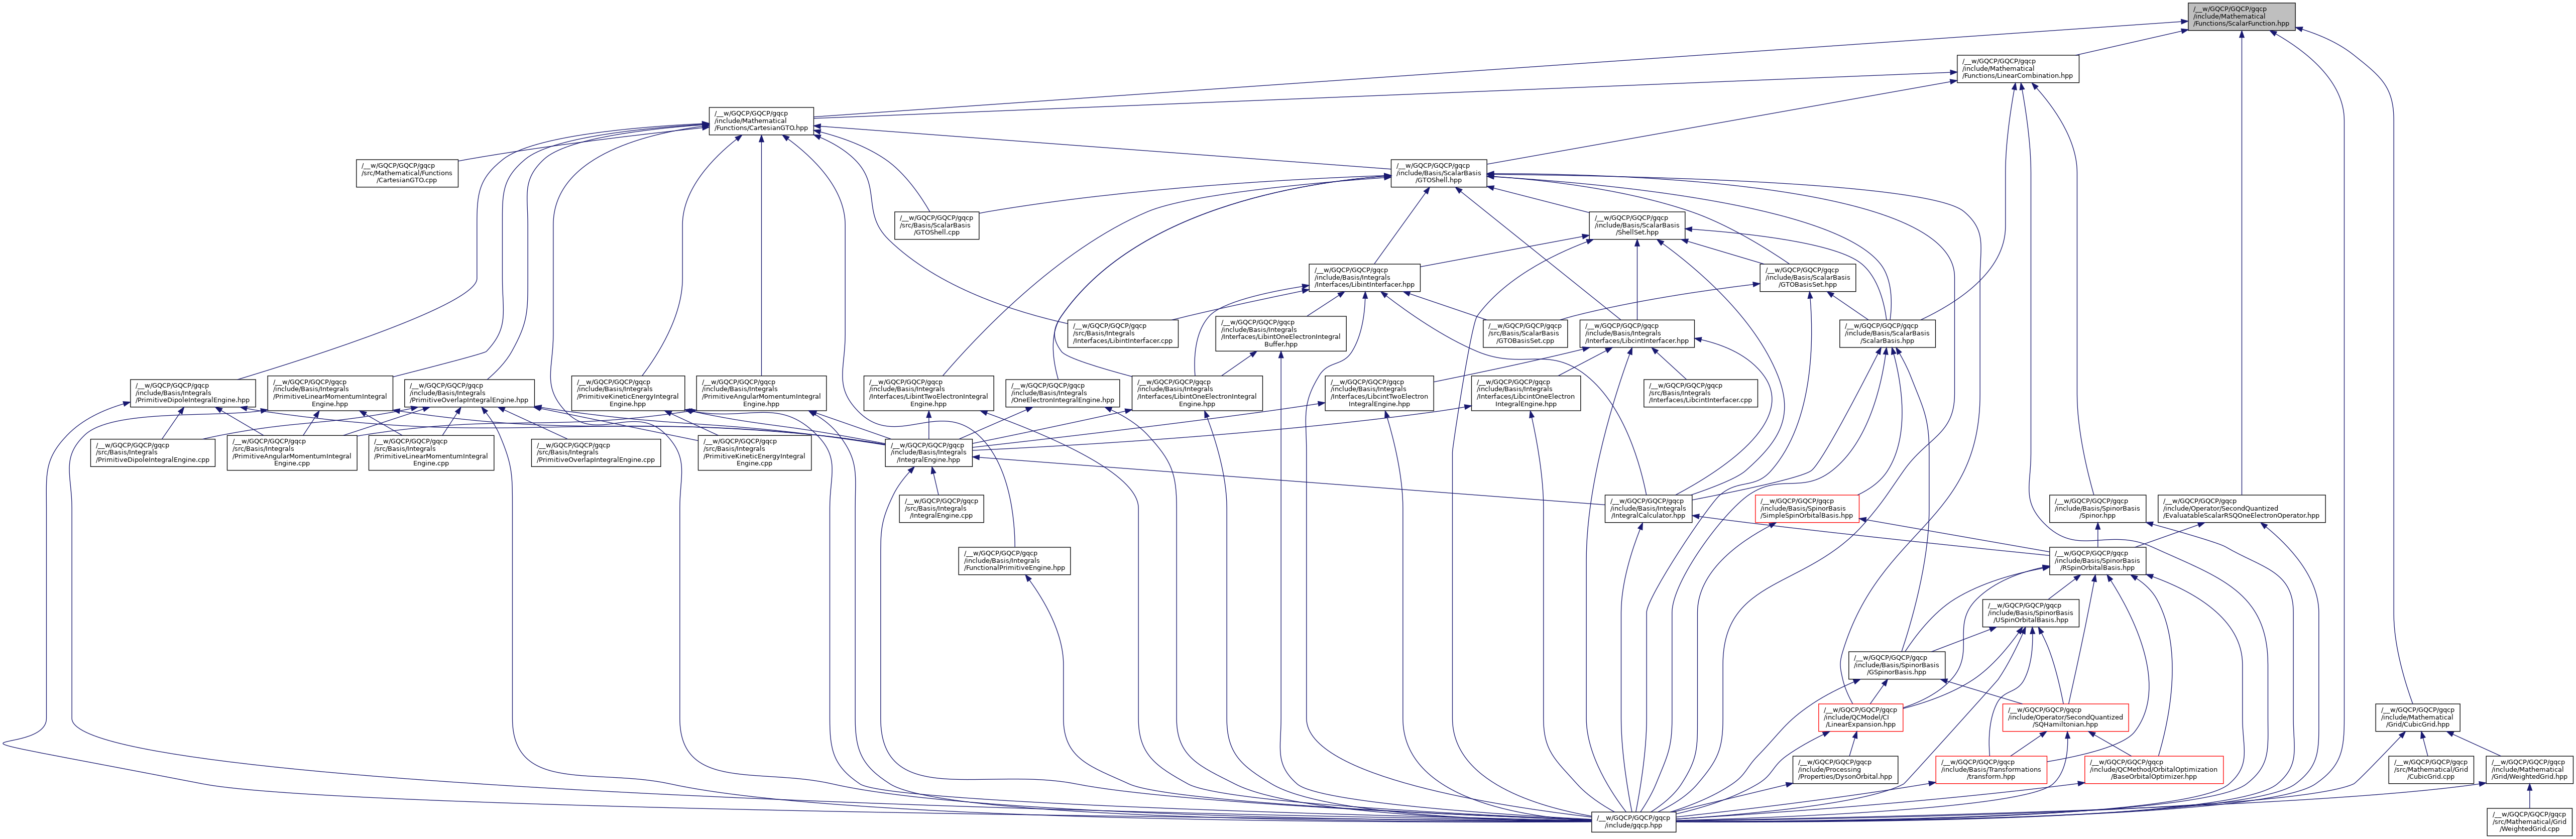 /__w/GQCP/GQCP/gqcp
/include/Mathematical
/Functions/ScalarFunction.hpp
/__w/GQCP/GQCP/gqcp
/include/Mathematical
/Functions/LinearCombination.hpp
/__w/GQCP/GQCP/gqcp
/include/Mathematical
/Functions/CartesianGTO.hpp
/__w/GQCP/GQCP/gqcp
/src/Mathematical/Functions
/CartesianGTO.cpp
/__w/GQCP/GQCP/gqcp
/include/Basis/ScalarBasis
/GTOShell.hpp
/__w/GQCP/GQCP/gqcp
/src/Basis/ScalarBasis
/GTOShell.cpp
/__w/GQCP/GQCP/gqcp
/include/Basis/ScalarBasis
/ShellSet.hpp
/__w/GQCP/GQCP/gqcp
/include/Basis/Integrals
/Interfaces/LibintInterfacer.hpp
/__w/GQCP/GQCP/gqcp
/include/Basis/ScalarBasis
/GTOBasisSet.hpp
/__w/GQCP/GQCP/gqcp
/src/Basis/Integrals
/Interfaces/LibintInterfacer.cpp
/__w/GQCP/GQCP/gqcp
/include/Basis/Integrals
/Interfaces/LibintOneElectronIntegral
Buffer.hpp
/__w/GQCP/GQCP/gqcp
/src/Basis/ScalarBasis
/GTOBasisSet.cpp
/__w/GQCP/GQCP/gqcp
/include/Basis/Integrals
/Interfaces/LibcintInterfacer.hpp
/__w/GQCP/GQCP/gqcp
/include/Basis/ScalarBasis
/ScalarBasis.hpp
/__w/GQCP/GQCP/gqcp
/include/Basis/Integrals
/PrimitiveDipoleIntegralEngine.hpp
/__w/GQCP/GQCP/gqcp
/include/Basis/Integrals
/PrimitiveLinearMomentumIntegral
Engine.hpp
/__w/GQCP/GQCP/gqcp
/include/Basis/Integrals
/PrimitiveOverlapIntegralEngine.hpp
/__w/GQCP/GQCP/gqcp
/include/Basis/Integrals
/PrimitiveKineticEnergyIntegral
Engine.hpp
/__w/GQCP/GQCP/gqcp
/include/Basis/Integrals
/PrimitiveAngularMomentumIntegral
Engine.hpp
/__w/GQCP/GQCP/gqcp
/include/Basis/Integrals
/Interfaces/LibintTwoElectronIntegral
Engine.hpp
/__w/GQCP/GQCP/gqcp
/include/Basis/Integrals
/OneElectronIntegralEngine.hpp
/__w/GQCP/GQCP/gqcp
/include/Basis/Integrals
/Interfaces/LibintOneElectronIntegral
Engine.hpp
/__w/GQCP/GQCP/gqcp
/include/Basis/Integrals
/Interfaces/LibcintTwoElectron
IntegralEngine.hpp
/__w/GQCP/GQCP/gqcp
/include/Basis/Integrals
/Interfaces/LibcintOneElectron
IntegralEngine.hpp
/__w/GQCP/GQCP/gqcp
/src/Basis/Integrals
/Interfaces/LibcintInterfacer.cpp
/__w/GQCP/GQCP/gqcp
/src/Basis/Integrals
/PrimitiveDipoleIntegralEngine.cpp
/__w/GQCP/GQCP/gqcp
/src/Basis/Integrals
/PrimitiveAngularMomentumIntegral
Engine.cpp
/__w/GQCP/GQCP/gqcp
/src/Basis/Integrals
/PrimitiveLinearMomentumIntegral
Engine.cpp
/__w/GQCP/GQCP/gqcp
/src/Basis/Integrals
/PrimitiveOverlapIntegralEngine.cpp
/__w/GQCP/GQCP/gqcp
/src/Basis/Integrals
/PrimitiveKineticEnergyIntegral
Engine.cpp
/__w/GQCP/GQCP/gqcp
/include/Basis/Integrals
/IntegralEngine.hpp
/__w/GQCP/GQCP/gqcp
/src/Basis/Integrals
/IntegralEngine.cpp
/__w/GQCP/GQCP/gqcp
/include/Basis/Integrals
/IntegralCalculator.hpp
/__w/GQCP/GQCP/gqcp
/include/Basis/SpinorBasis
/SimpleSpinOrbitalBasis.hpp
/__w/GQCP/GQCP/gqcp
/include/Basis/SpinorBasis
/Spinor.hpp
/__w/GQCP/GQCP/gqcp
/include/Operator/SecondQuantized
/EvaluatableScalarRSQOneElectronOperator.hpp
/__w/GQCP/GQCP/gqcp
/include/Basis/Integrals
/FunctionalPrimitiveEngine.hpp
/__w/GQCP/GQCP/gqcp
/include/Basis/SpinorBasis
/RSpinOrbitalBasis.hpp
/__w/GQCP/GQCP/gqcp
/include/Basis/SpinorBasis
/USpinOrbitalBasis.hpp
/__w/GQCP/GQCP/gqcp
/include/Basis/SpinorBasis
/GSpinorBasis.hpp
/__w/GQCP/GQCP/gqcp
/include/QCModel/CI
/LinearExpansion.hpp
/__w/GQCP/GQCP/gqcp
/include/Operator/SecondQuantized
/SQHamiltonian.hpp
/__w/GQCP/GQCP/gqcp
/include/Mathematical
/Grid/CubicGrid.hpp
/__w/GQCP/GQCP/gqcp
/include/Processing
/Properties/DysonOrbital.hpp
/__w/GQCP/GQCP/gqcp
/include/Basis/Transformations
/transform.hpp
/__w/GQCP/GQCP/gqcp
/include/QCMethod/OrbitalOptimization
/BaseOrbitalOptimizer.hpp
/__w/GQCP/GQCP/gqcp
/src/Mathematical/Grid
/CubicGrid.cpp
/__w/GQCP/GQCP/gqcp
/include/Mathematical
/Grid/WeightedGrid.hpp
/__w/GQCP/GQCP/gqcp
/include/gqcp.hpp
/__w/GQCP/GQCP/gqcp
/src/Mathematical/Grid
/WeightedGrid.cpp